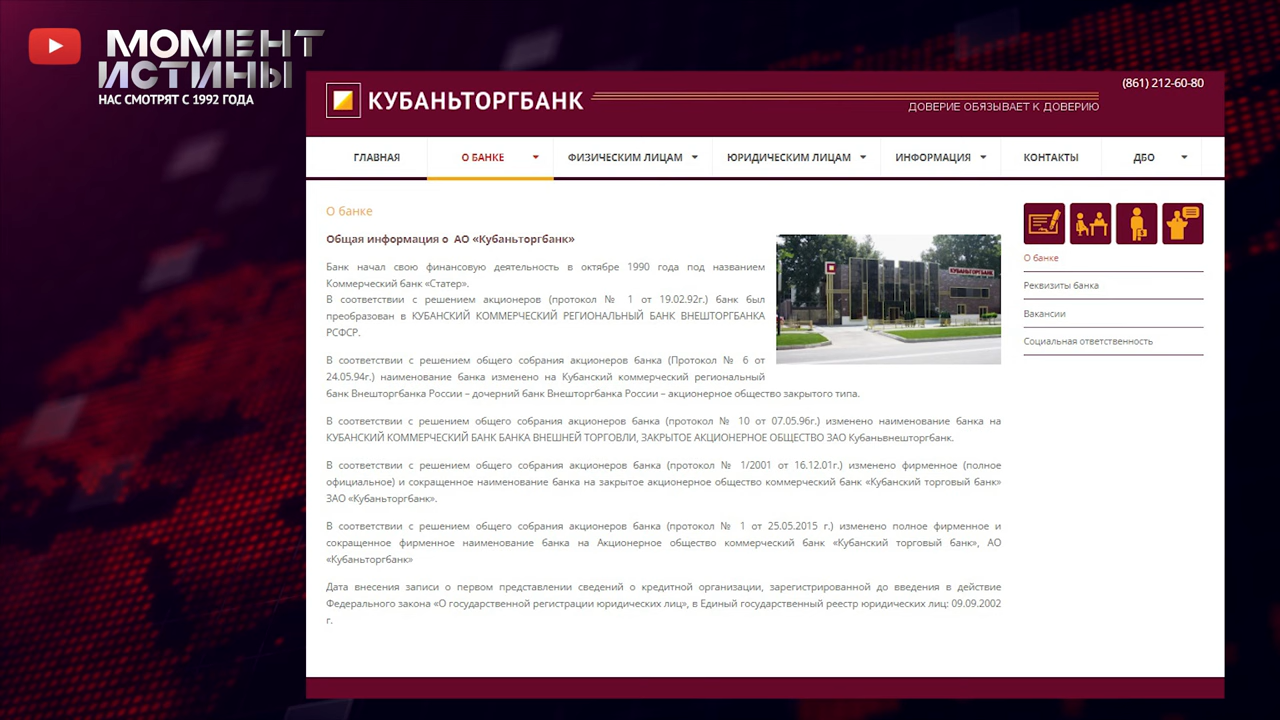 МОМЕНТ
ИСТИНЫ
НАС СМОТРЯТ С 1992 ГОДА
КУБАНЬТОРГБАНК
(861) 212-60-80
ДОВЕРИЕ ОБЯЗЫВАЕТ К ДОВЕРИЮ
ГЛАВНАЯ О БАНКЕ ФИЗИЧЕСКИМ ЛИЦАМ ЮРИДИЧЕСКИМ ЛИЦАМ ИНФОРМАЦИЯ КОНТАКТЫ ДБО
О банке
Общая информация о АО «Кубаньторгбанк»
Банк начал свою финансовую деятельность в октябре 1990 года под названием
Коммерческий банк «Статер».
В соответствии с решением акционеров (протокол № 1 от 19.02.92г.) банк был
преобразован в КУБАНСКИЙ КОММЕРЧЕСКИЙ РЕГИОНАЛЬНЫЙ БАНК ВНЕШТОРГБАНКА
РСФСР.
В соответствии с решением общего собрания акционеров банка (Протокол № 6 от
24.05.94г.) наименование банка изменено на Кубанский коммерческий региональный
банк Внешторгбанка России – дочерний банк Внешторгбанка России – акционерное общество закрытого типа.
В соответствии с решением общего собрания акционеров банка (протокол № 10 от 07.05.96г.) изменено наименование банка на
КУБАНСКИЙ КОММЕРЧЕСКИЙ БАНК БАНКА ВНЕШНЕЙ ТОРГОВЛИ, ЗАКРЫТОЕ АКЦИОНЕРНОЕ ОБЩЕСТВО ЗАО Кубаньвнешторгбанк.
В соответствии с решением общего собрания акционеров банка (протокол № 1/2001 от 16.12.01г.) изменено фирменное (полное
официальное) и сокращенное наименование банка на закрытое акционерное общество коммерческий банк «Кубанский торговый банк»
ЗАО «Кубаньторгбанк».
В соответствии с решением общего собрания акционеров банка (протокол № 1 от 25.05.2015 г.) изменено полное фирменное и
сокращенное фирменное наименование банка на Акционерное общество коммерческий банк «Кубанский торговый банк», АО
«Кубаньторгбанк»
Дата внесения записи о первом представлении сведений о кредитной организации, зарегистрированной до введения в действие
Федерального закона «О государственной регистрации юридических лиц», в Единый государственный реестр юридических лиц: 09.09.2002
г.
КУБАНЬТОРГБАНК
О банке
Реквизиты банка
Вакансии
Социальная ответственность